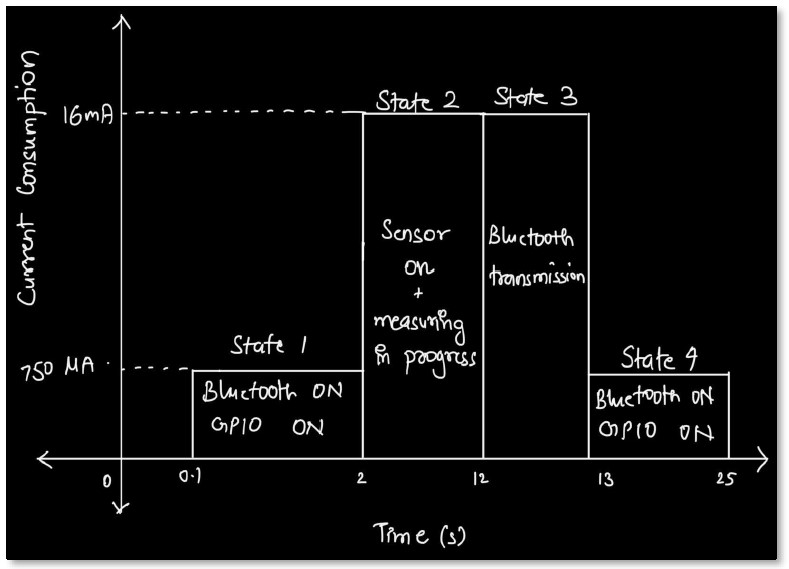 Current Consumption
16mA
750 MA
State 1
Bluetooth ON
GPIO ON
State 2
Sensor
on
+
measuring
in progress
State 3
Bluetooth
transmission
State 4
Bluetooth ON
GPIO ON
0
0.1
2
12
13
25
Time (s)